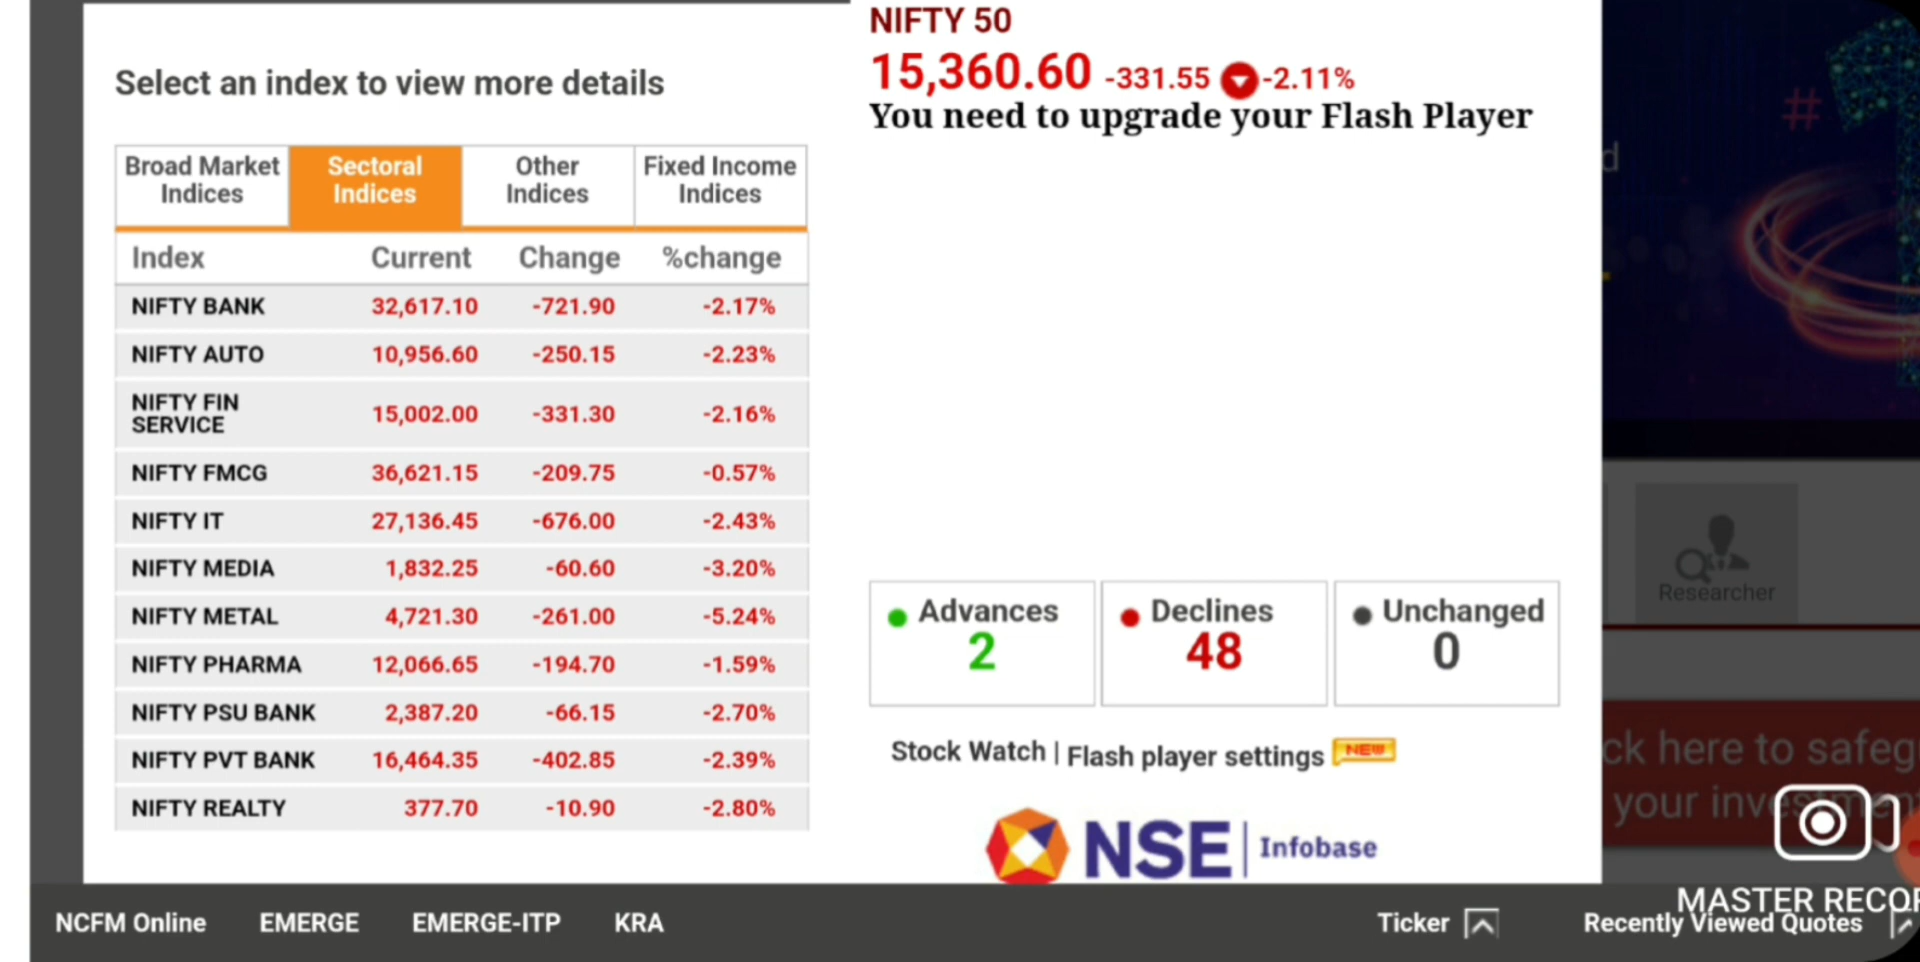 NIFTY 50
15,360.60 -331.55 -2.11%
You need to upgrade your Flash Player
Select an index to view more details
Broad Market Indices Sectoral Indices Other Indices Fixed Income Indices
Index Current Change %change
NIFTY BANK 32,617.10 -721.90 -2.17%
NIFTY AUTO 10,956.60 -250.15 -2.23%
NIFTY FIN SERVICE 15,002.00 -331.30 -2.16%
NIFTY FMCG 36,621.15 -209.75 -0.57%
NIFTY IT 27,136.45 -676.00 -2.43%
NIFTY MEDIA 1,832.25 -60.60 -3.20%
NIFTY METAL 4,721.30 -261.00 -5.24%
NIFTY PHARMA 12,066.65 -194.70 -1.59%
NIFTY PSU BANK 2,387.20 -66.15 -2.70%
NIFTY PVT BANK 16,464.35 -402.85 -2.39%
NIFTY REALTY 377.70 -10.90 -2.80%
Advances Declines Unchanged
2 48 0
Stock Watch | Flash player settings NEW
NSE | Infobase
#
d
Researcher
ck here to safeg
your investment
MASTER RECOR
NCFM Online EMERGE EMERGE-ITP KRA Ticker Recently Viewed Quotes